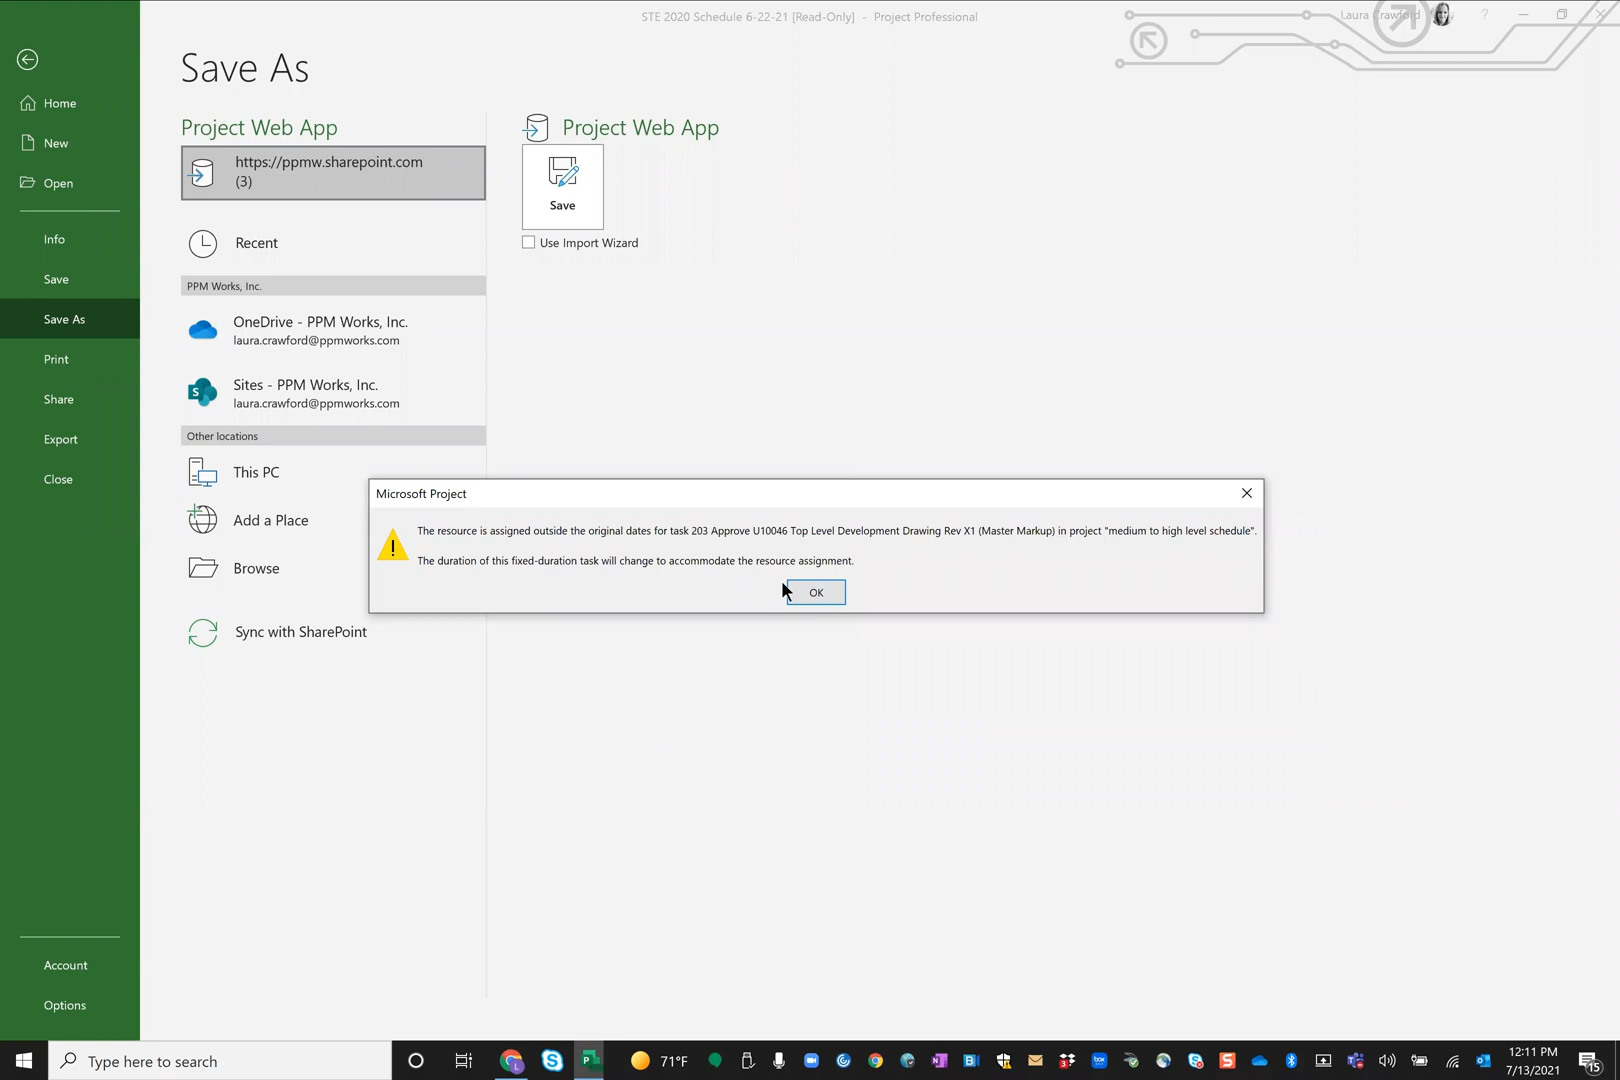 STE 2020 Schedule 6-22-21 [Read-Only] - Project Professional
Laura Crawford
?
Save As
Home
New
Open
Info
Save
Save As
Print
Share
Export
Close
Account
Options
Project Web App
https://ppmw.sharepoint.com
(3)
Recent
PPM Works, Inc.
OneDrive - PPM Works, Inc.
laura.crawford@ppmworks.com
Sites - PPM Works, Inc.
laura.crawford@ppmworks.com
Other locations
This PC
Add a Place
Browse
Sync with SharePoint
Project Web App
Save
Use Import Wizard
Microsoft Project
The resource is assigned outside the original dates for task 203 Approve U10046 Top Level Development Drawing Rev X1 (Master Markup) in project "medium to high level schedule".
The duration of this fixed-duration task will change to accommodate the resource assignment.
OK
Type here to search
71°F
12:11 PM
7/13/2021
15